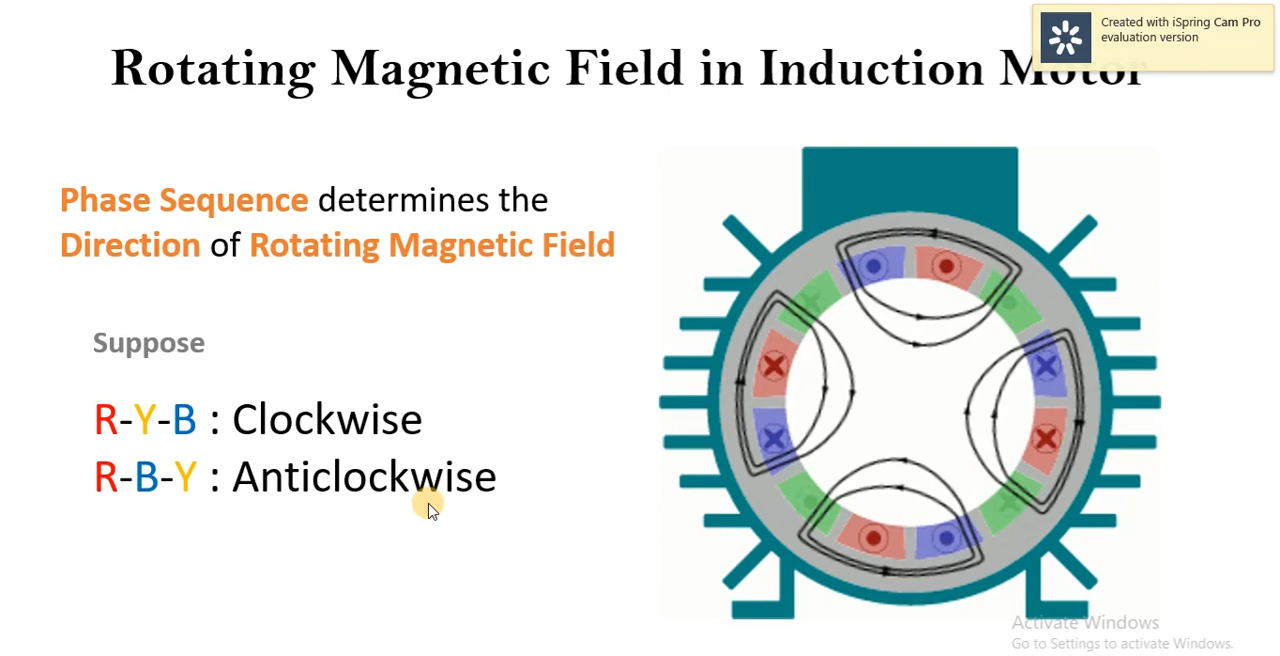 Created with iSpring Cam Pro
evaluation version
Rotating Magnetic Field in Induction Motor
Phase Sequence determines the
Direction of Rotating Magnetic Field
Suppose
R-Y-B : Clockwise
R-B-Y : Anticlockwise
Activate Windows
Go to Settings to activate Windows.